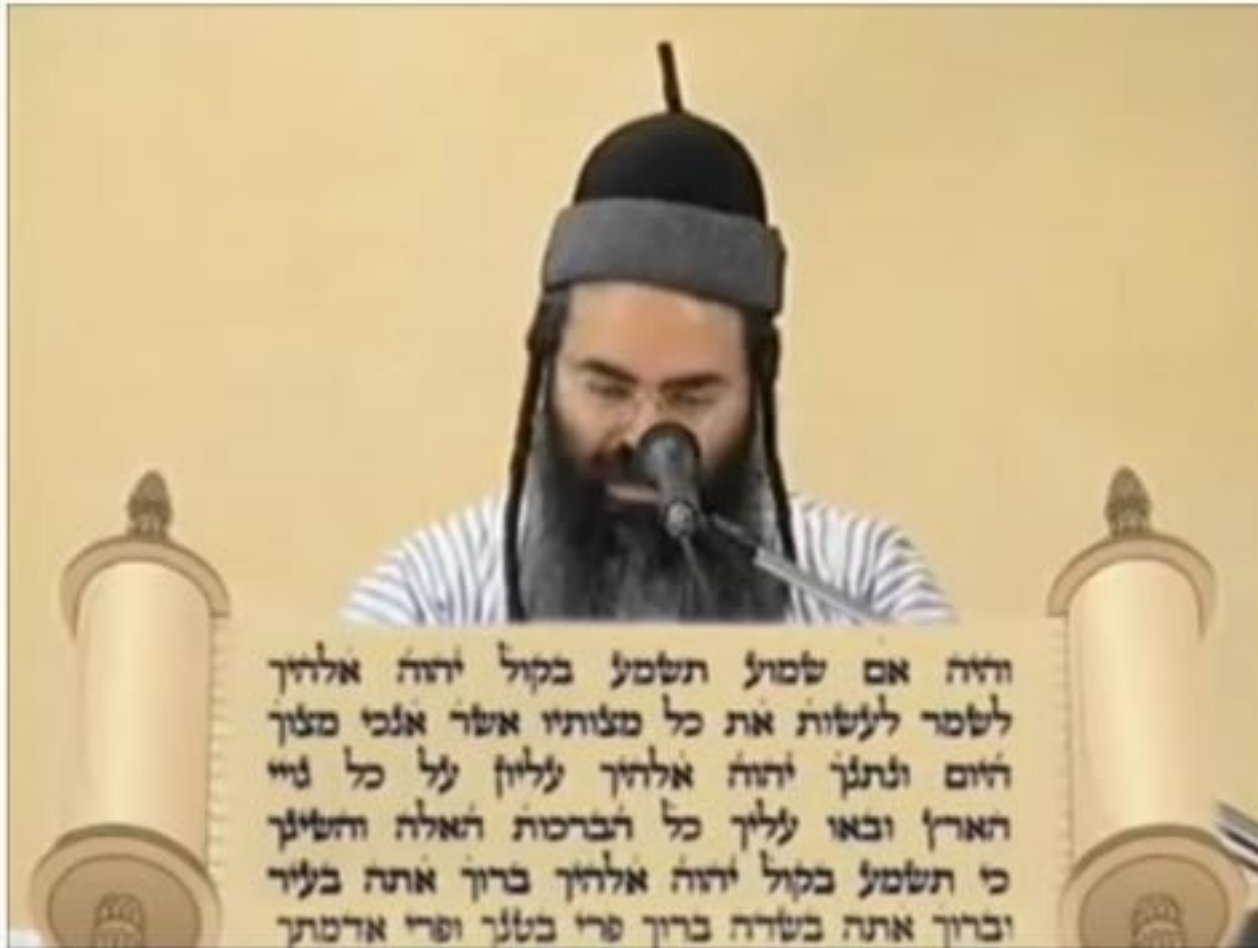 והיה אם שמוע תשמע בקול יהוה אלהיך
לשמר לעשות את כל מצותיו אשר אנכי מצוך
היום ונתנך יהוה אלהיך עליון על כל גויי
הארץ ובאו עליך כל הברכות האלה והשיגך
כי תשמע בקול יהוה אלהיך ברוך אתה בעיר
וברוך אתה בשדה ברוך פרי בטנך ופרי אדמתך